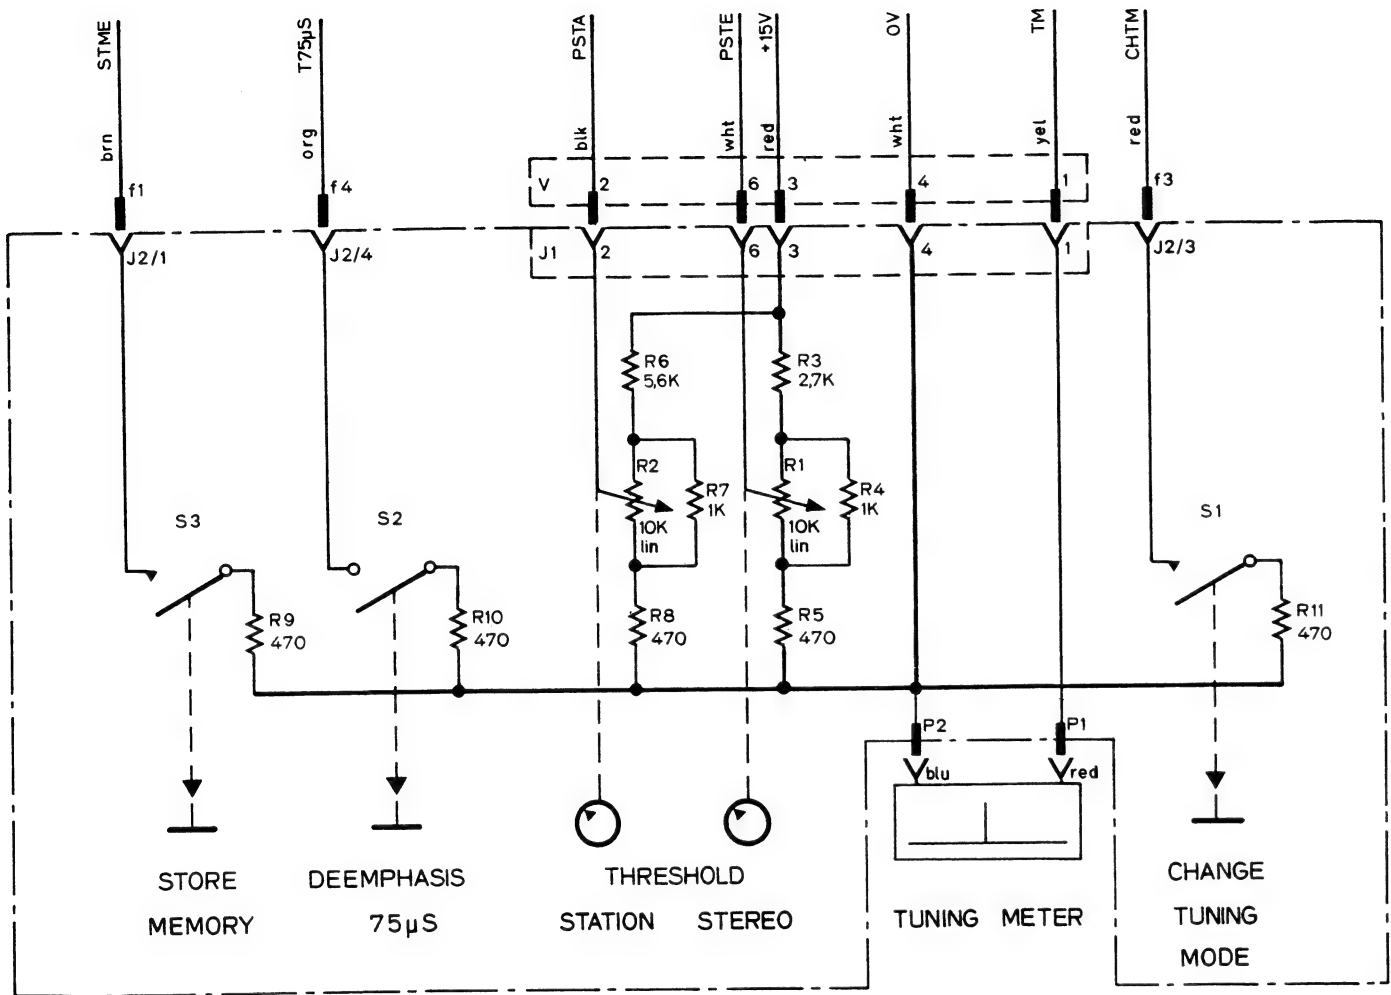 STME
T75µS
PSTA
PSTE
+15V
OV
TM
CHTM
brn
org
blk
wht
red
wht
yel
red
f1
f4
V
2
6
3
4
1
f3
J2/1
J2/4
J1
2
6
3
4
1
J2/3
R6
5,6K
R3
2,7K
R2
10K
lin
R7
1K
R1
10K
lin
R4
1K
S3
S2
S1
R9
470
R10
470
R8
470
R5
470
R11
470
P2
P1
blu
red
STORE
MEMORY
DEEMPHASIS
75µS
THRESHOLD
STATION STEREO
TUNING METER
CHANGE
TUNING
MODE